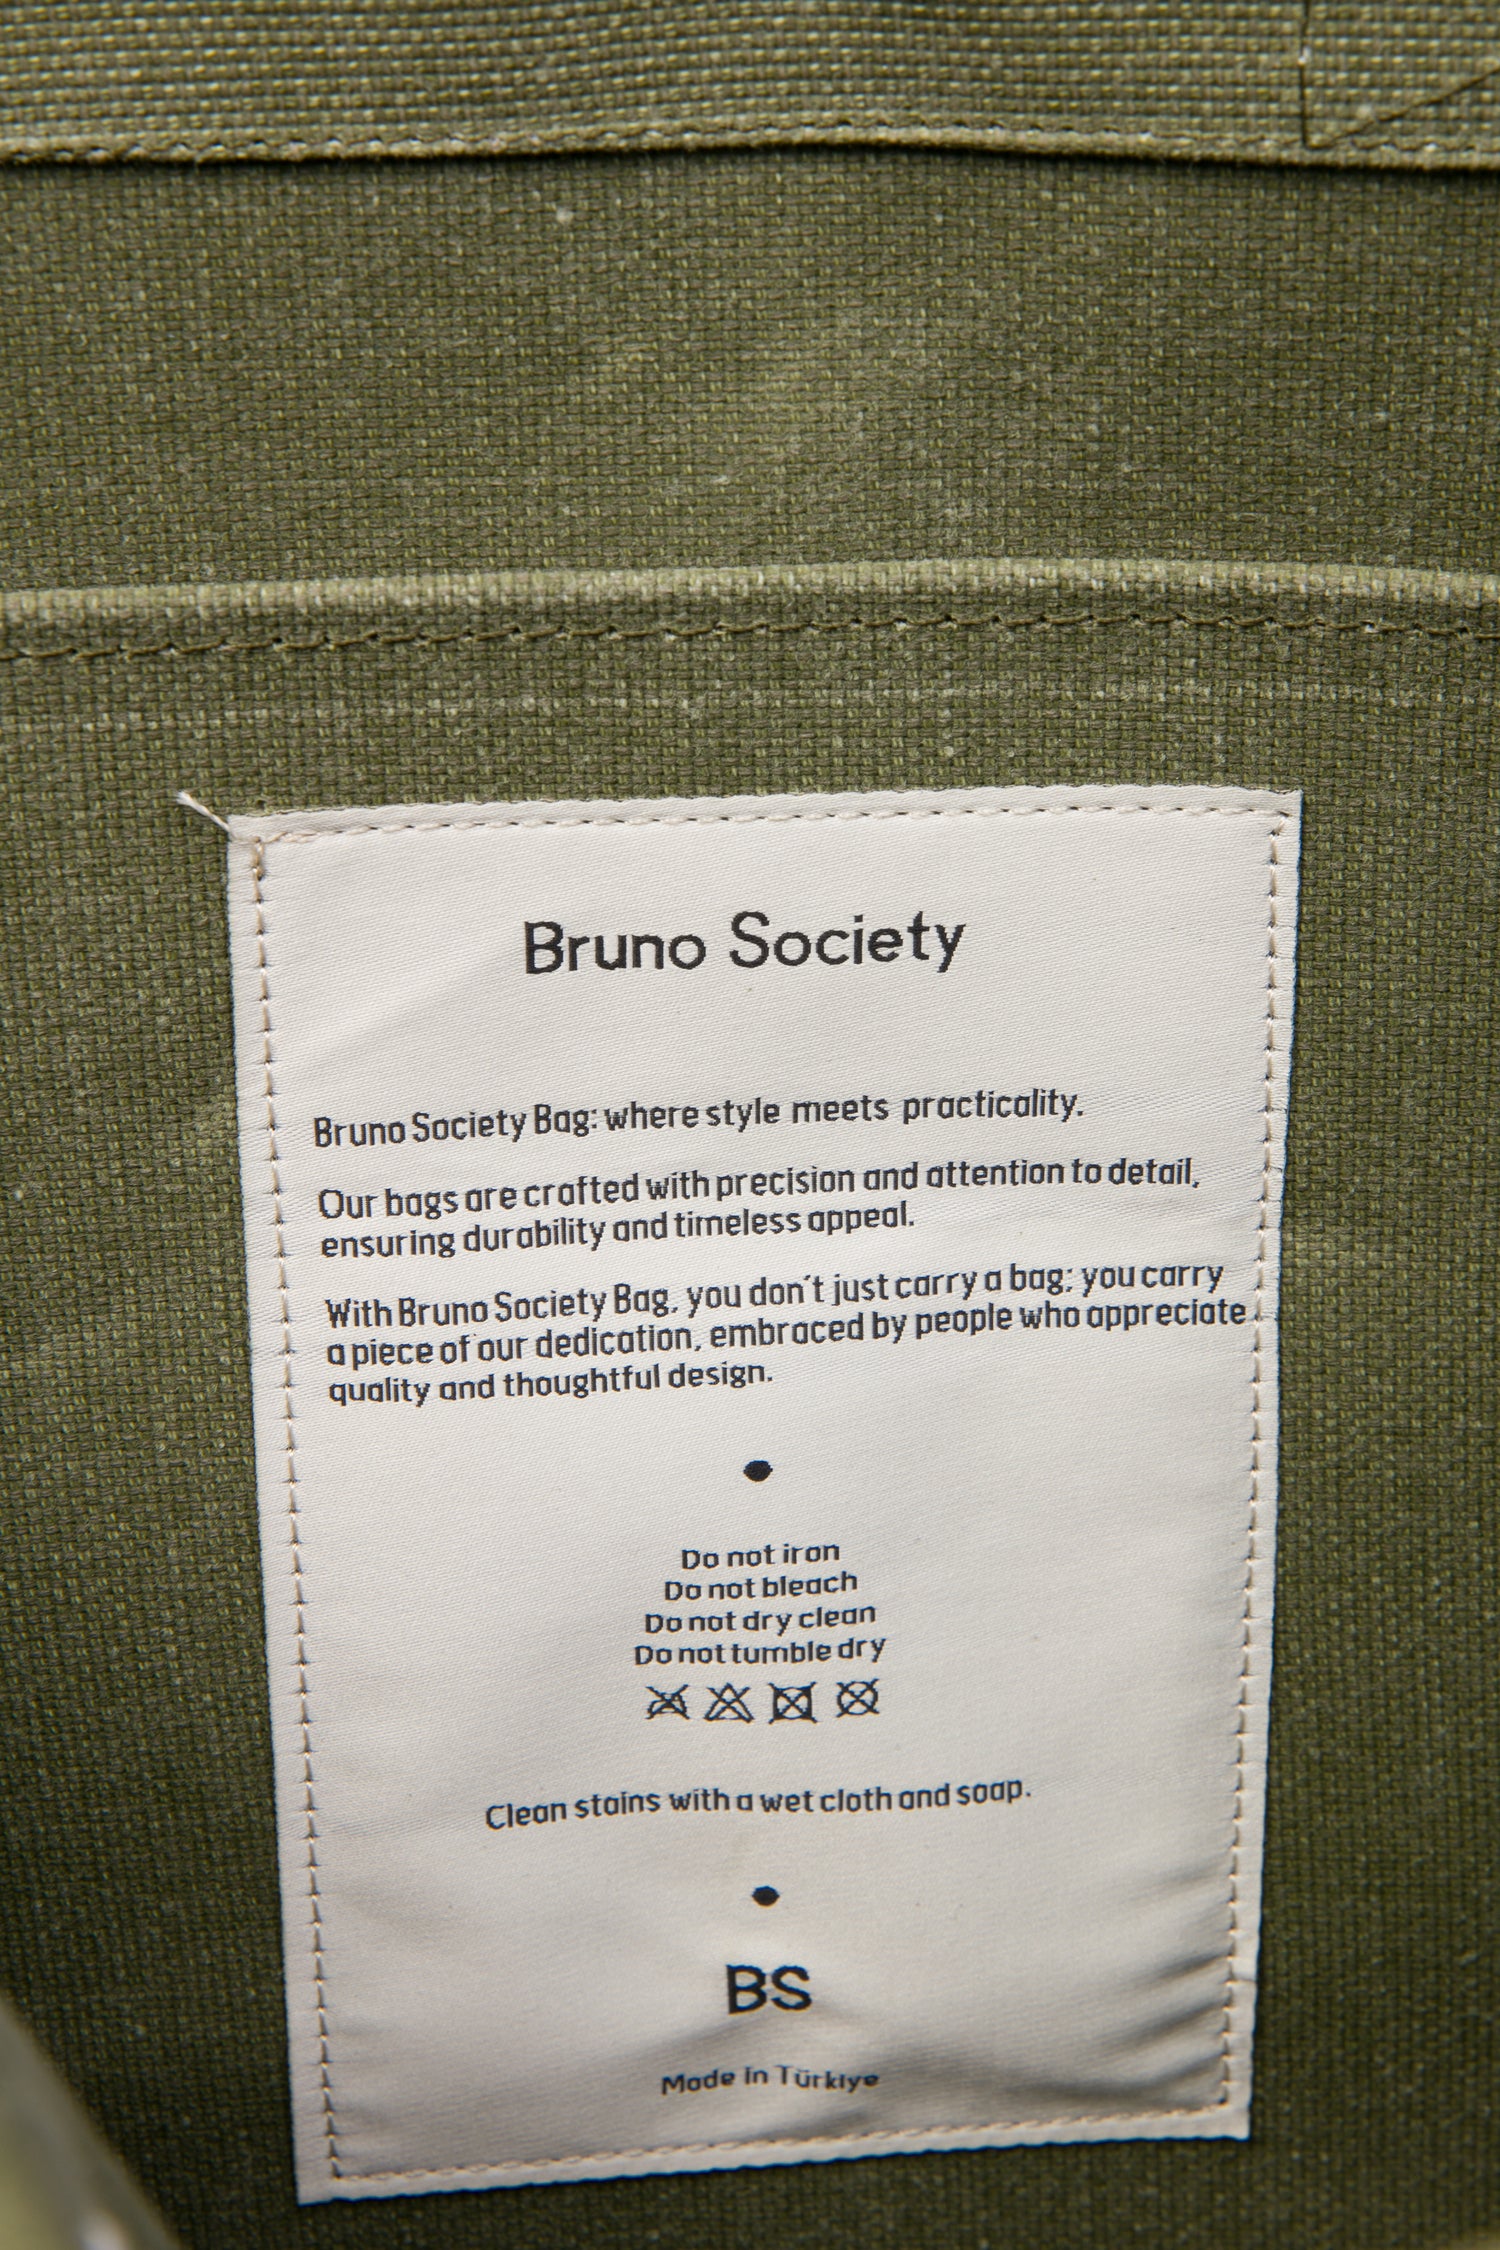 Bruno Society
Bruno Society Bag: where style meets practicality.
Our bags are crafted with precision and attention to detail,
ensuring durability and timeless appeal.
With Bruno Society Bag, you don't just carry a bag; you carry
a piece of our dedication, embraced by people who appreciate
quality and thoughtful design.
Do not iron
Do not bleach
Do not dry clean
Do not tumble dry
Clean stains with a wet cloth and soap.
BS
Made in Türkiye